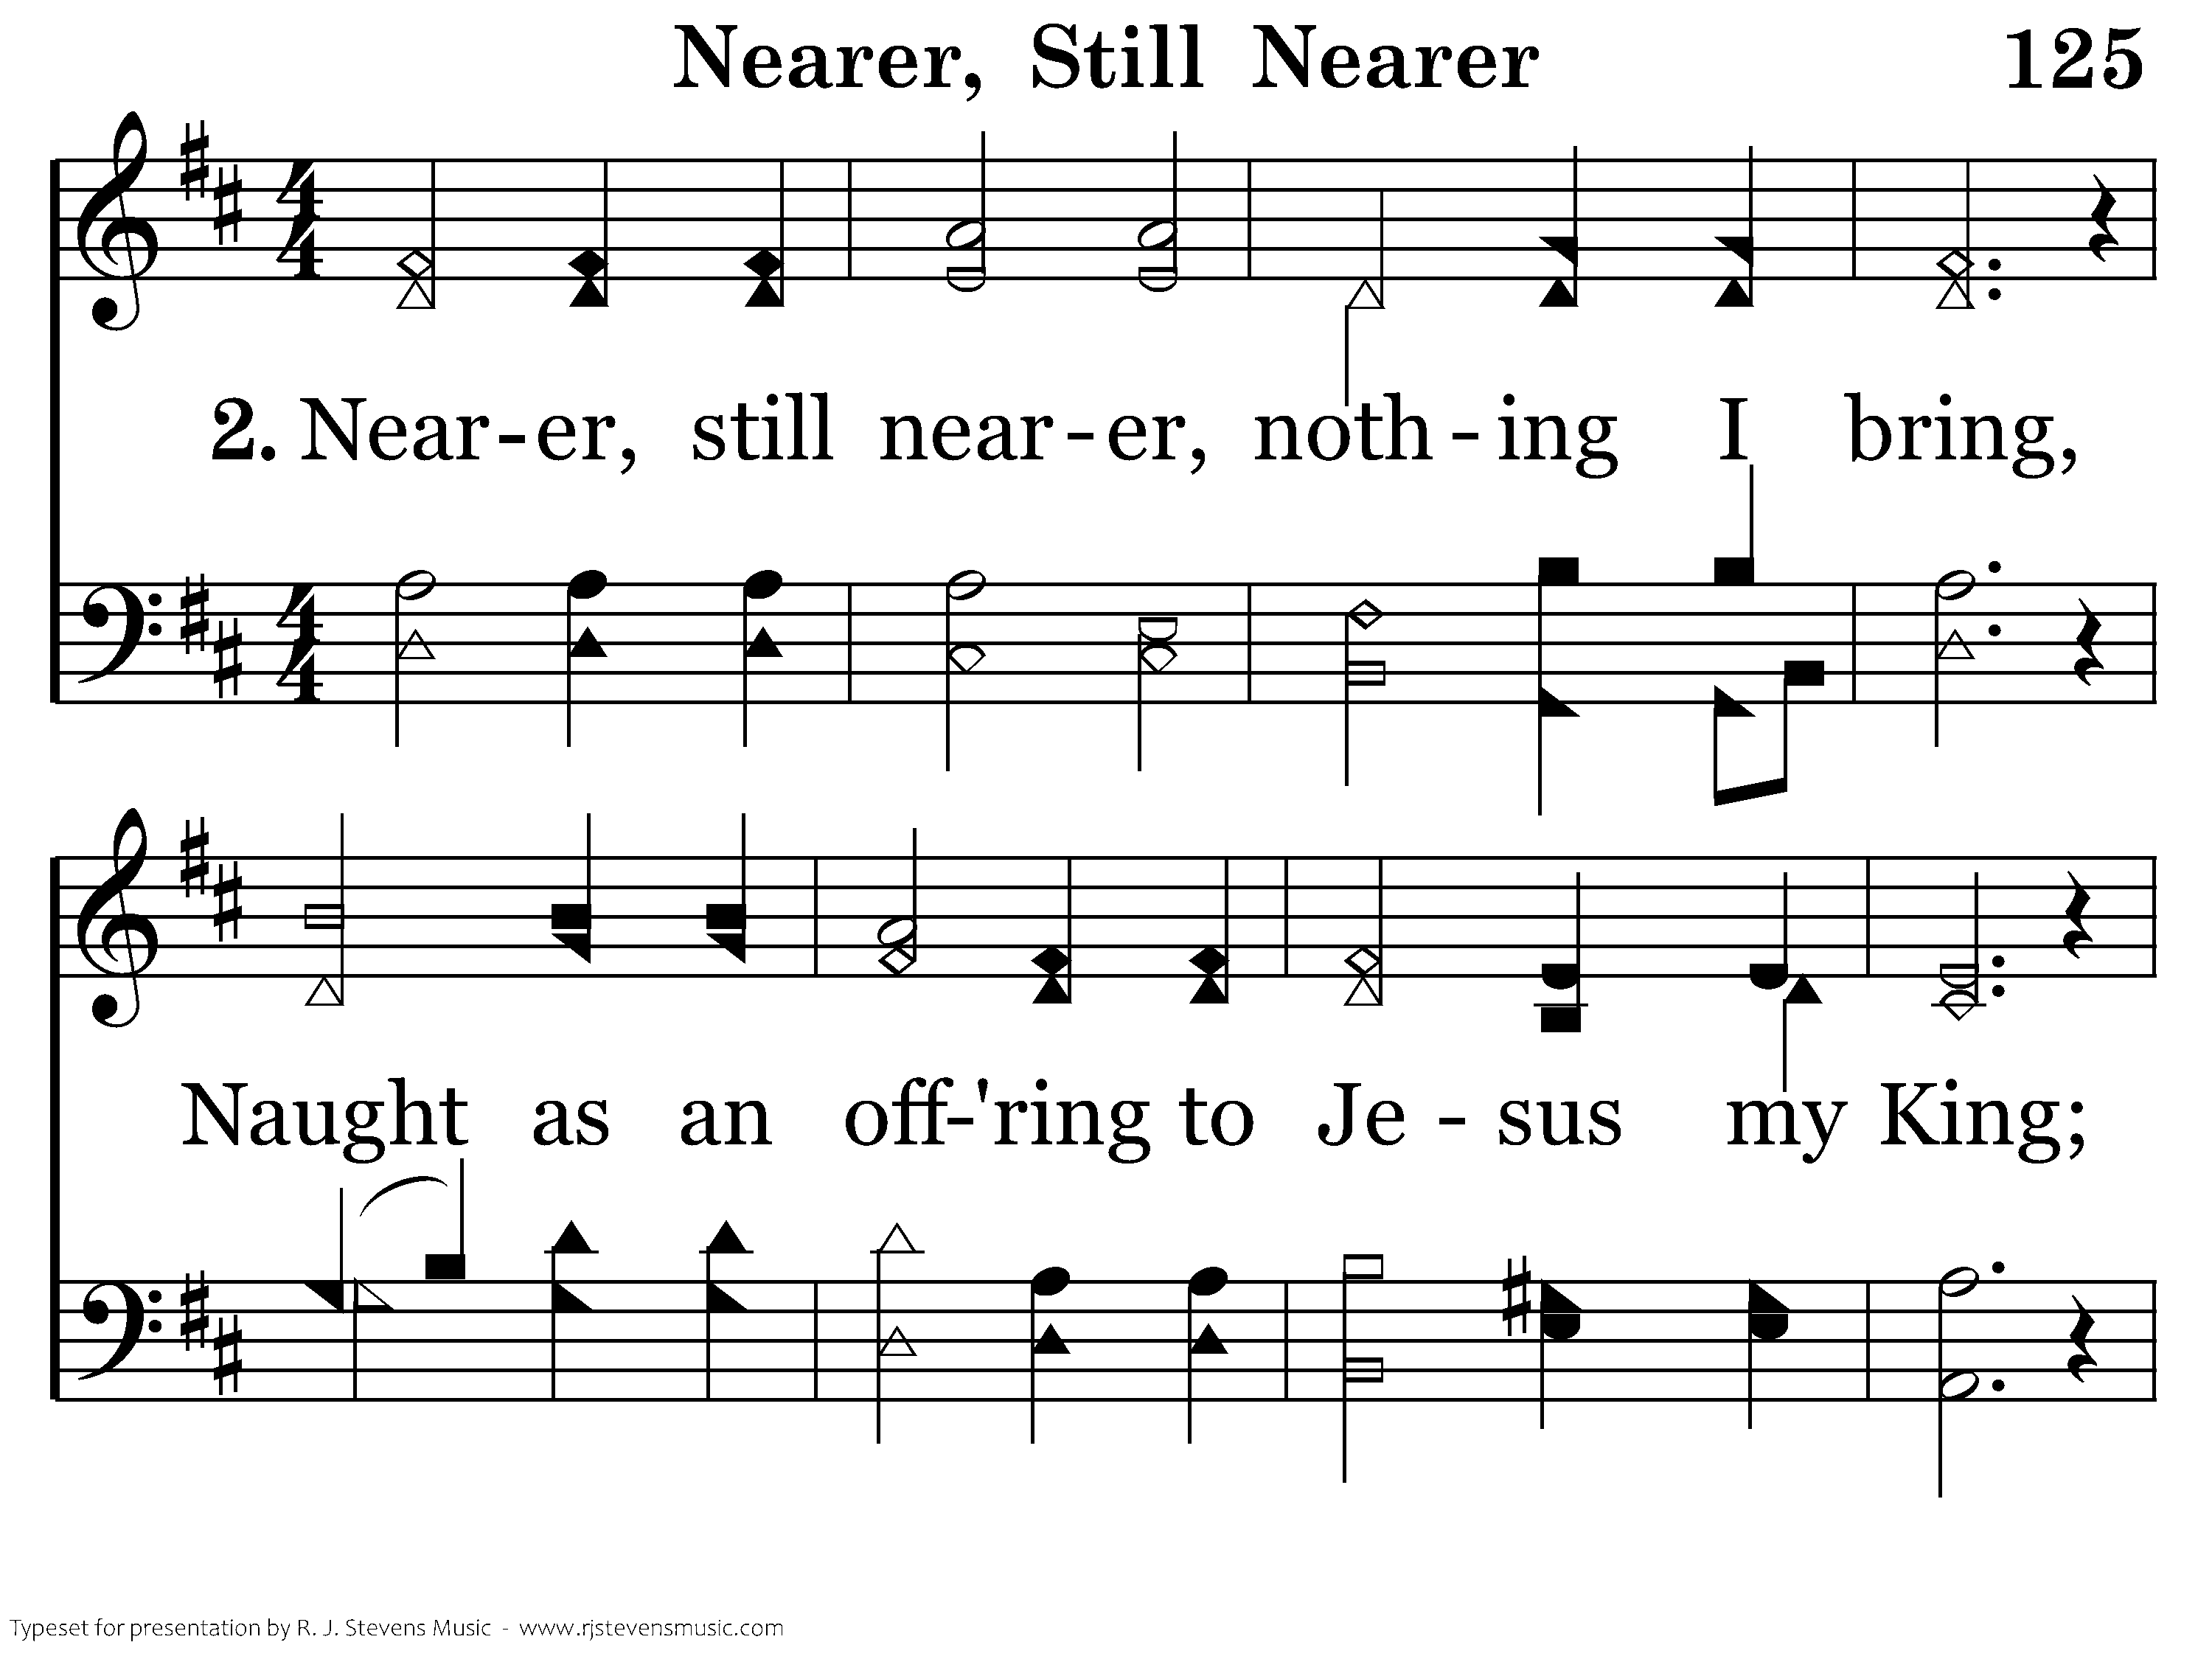 Nearer, Still Nearer 125
2. Near-er, still near-er, noth-ing I bring,
Naught as an off-'ring to Je-sus my King;
Typeset for presentation by R. J. Stevens Music - www.rjstevensmusic.com